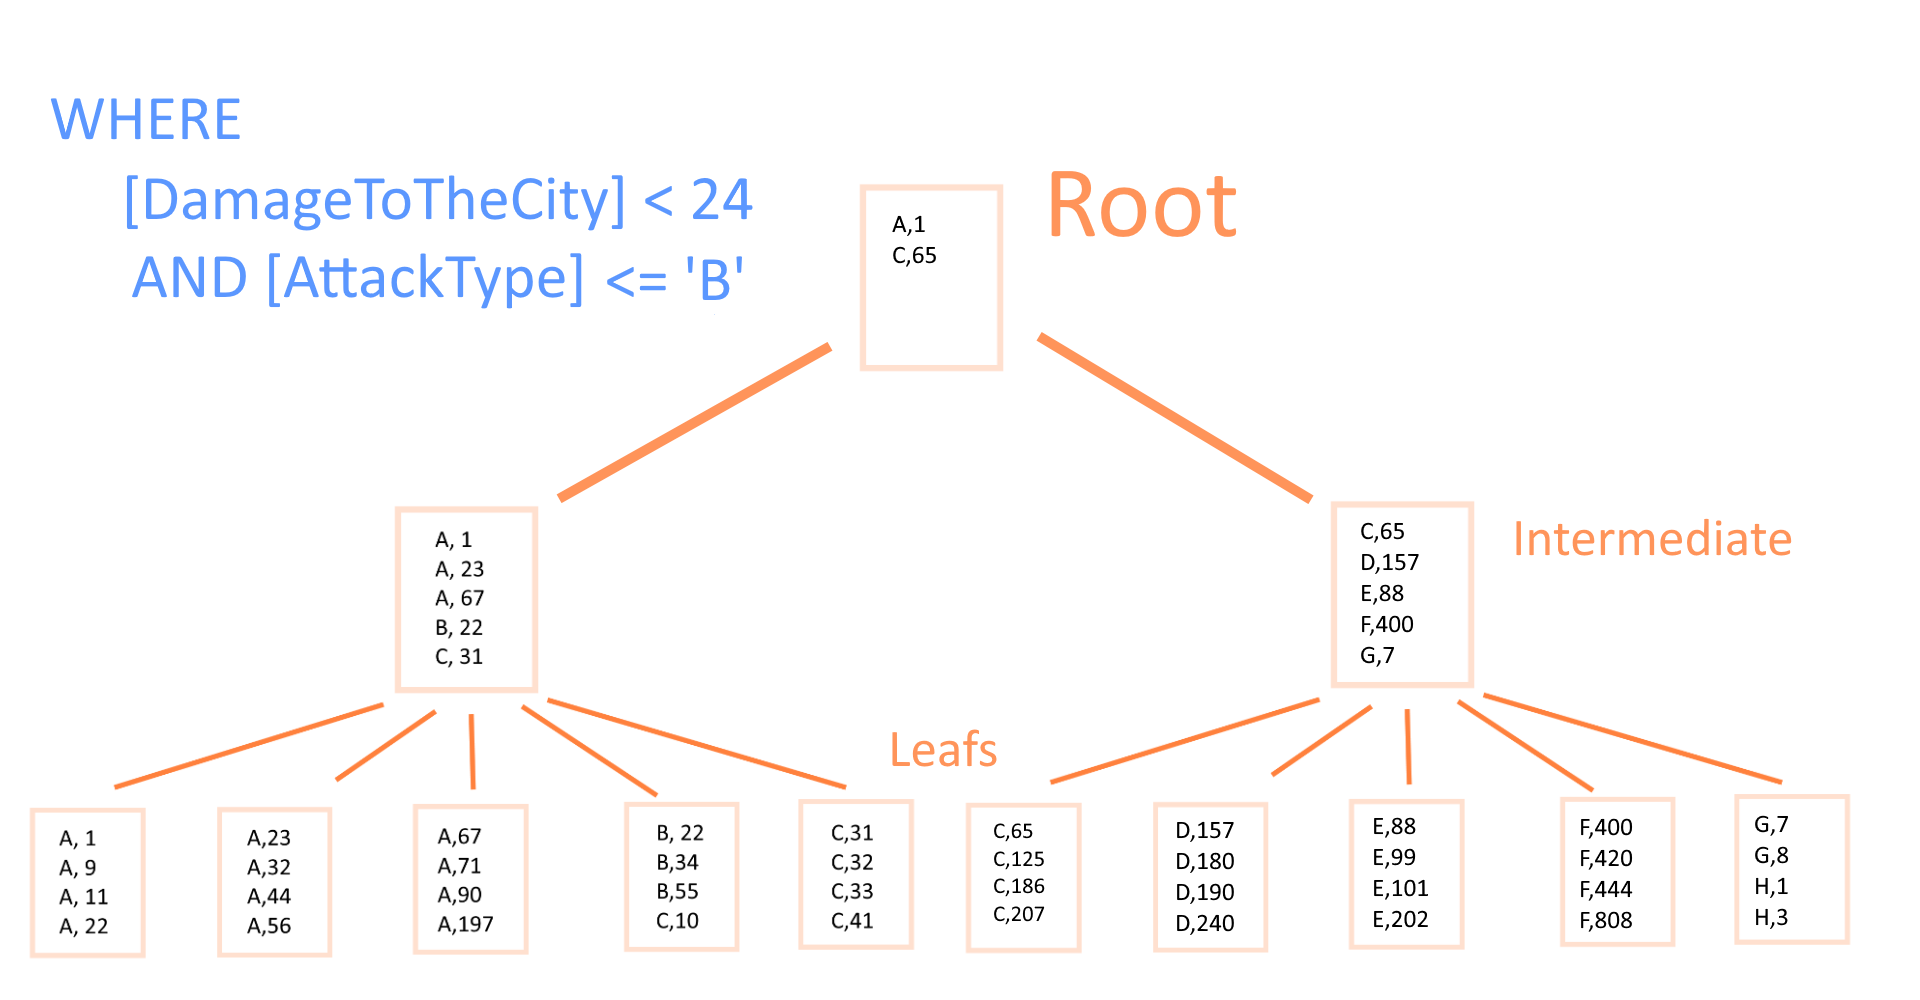 WHERE
[DamageToTheCity] < 24
AND [AttackType] <= 'B'
Root
A,1
C,65
A, 1
A, 23
A, 67
B, 22
C, 31
C,65
D,157
E,88
F,400
G,7
Intermediate
Leafs
A, 1
A, 9
A, 11
A, 22
A,23
A,32
A,44
A,56
A,67
A,71
A,90
A,197
B, 22
B,34
B,55
C,10
C,31
C,32
C,33
C,41
C,65
C,125
C,186
C,207
D,157
D,180
D,190
D,240
E,88
E,99
E,101
E,202
F,400
F,420
F,444
F,808
G,7
G,8
H,1
H,3